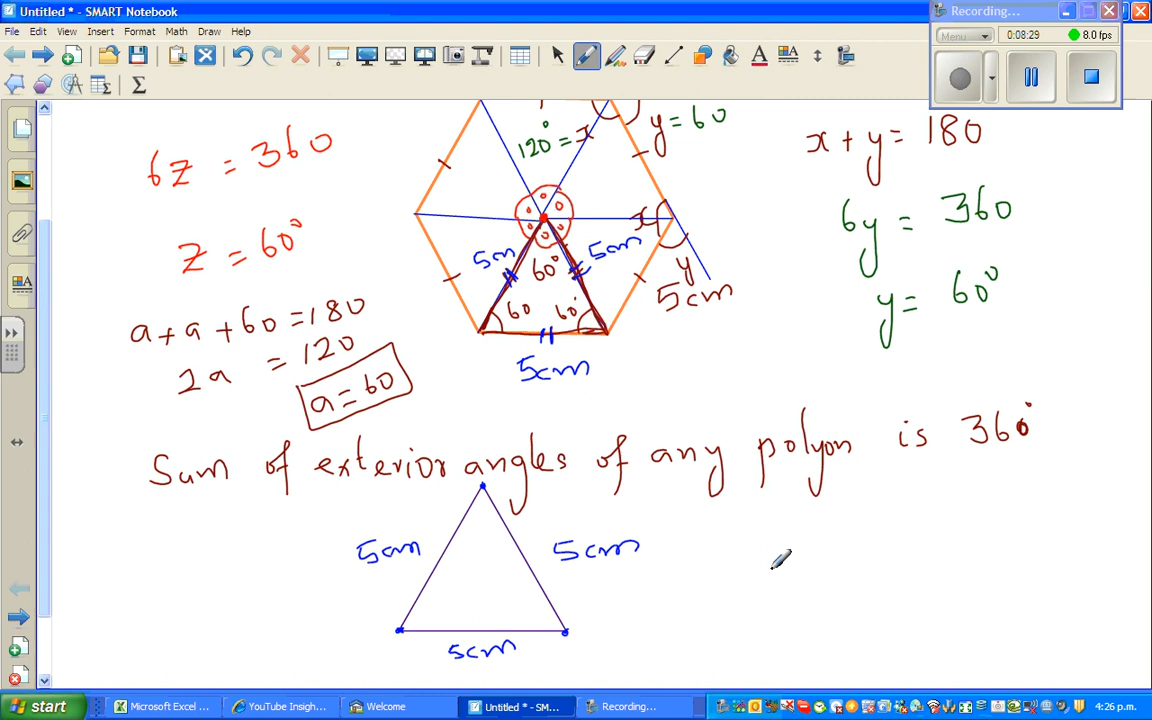 Untitled * - SMART Notebook
Recording...
File Edit View Insert Format Math Draw Help
Menu
0:08:29
8.0 fps
6z = 360
z = 60°
a + a + 60 = 180
2a = 120
a = 60
120° = x
y = 60
x
y
5cm
5cm
5cm
60°
60
60°
5cm
x + y = 180
6y = 360
y = 60°
Sum of exterior angles of any polyon is 360°
5cm
5cm
5cm
start
Microsoft Excel ...
YouTube Insigh...
Welcome
Untitled * - SM...
Recording...
4:26 p.m.